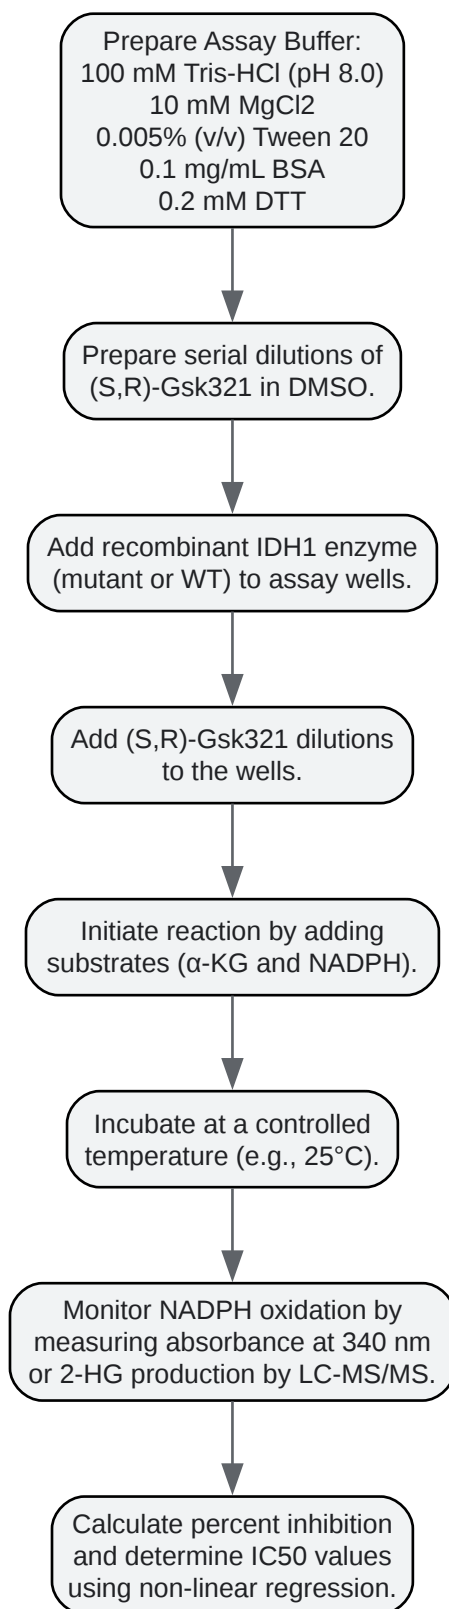 Prepare Assay Buffer:
100 mM Tris-HCl (pH 8.0)
10 mM MgCl2
0.005% (v/v) Tween 20
0.1 mg/mL BSA
0.2 mM DTT
Prepare serial dilutions of
(S,R)-Gsk321 in DMSO.
Add recombinant IDH1 enzyme
(mutant or WT) to assay wells.
Add (S,R)-Gsk321 dilutions
to the wells.
Initiate reaction by adding
substrates (α-KG and NADPH).
Incubate at a controlled
temperature (e.g., 25°C).
Monitor NADPH oxidation by
measuring absorbance at 340 nm
or 2-HG production by LC-MS/MS.
Calculate percent inhibition
and determine IC50 values
using non-linear regression.